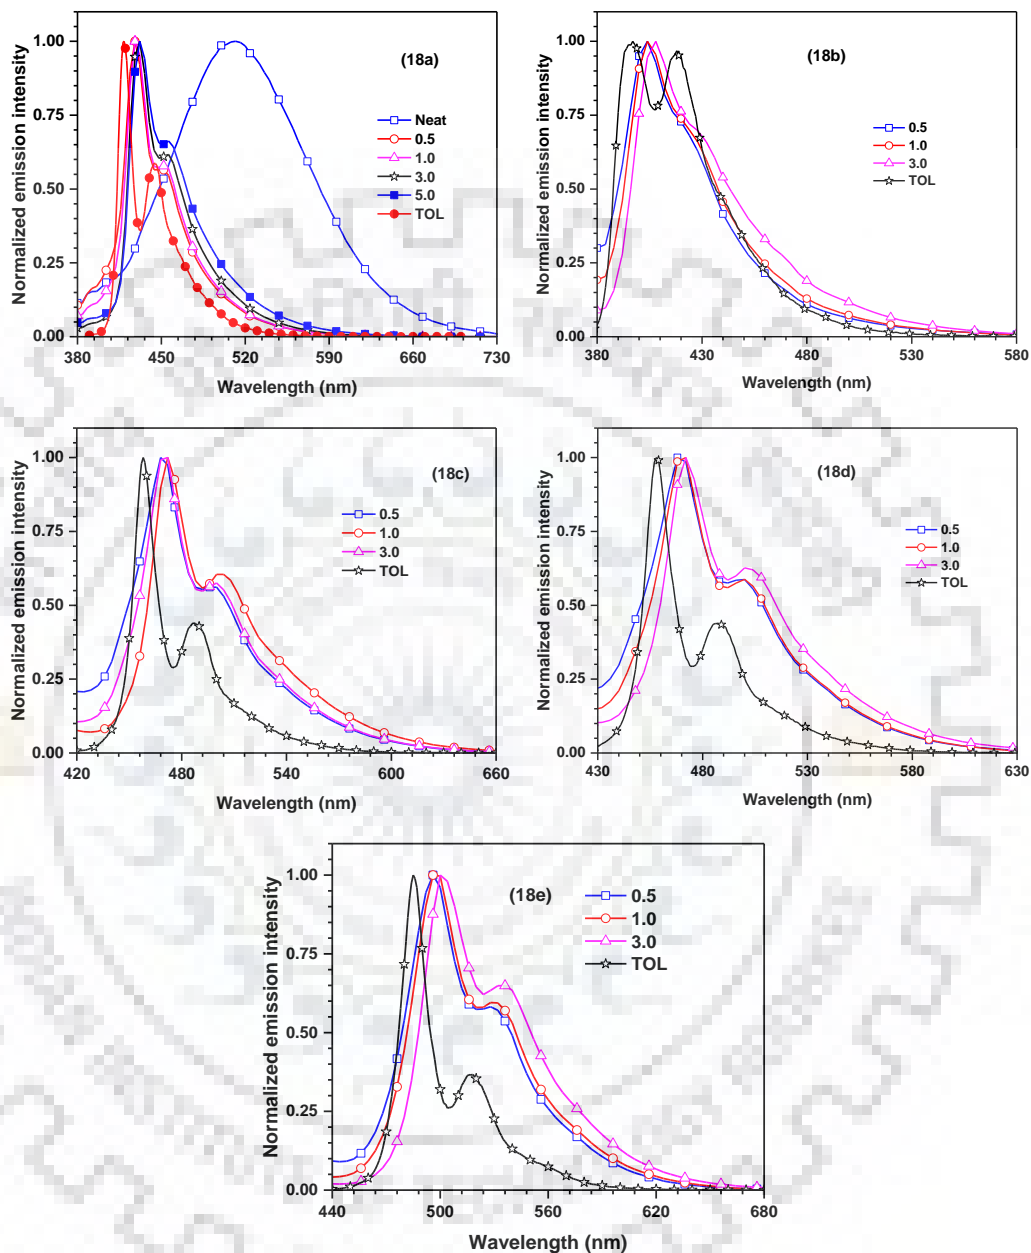 Normalized emission intensity
1.00
0.75
0.50
0.25
0.00
(18a)
Neat
0.5
1.0
3.0
5.0
TOL
380 450 520 590 660 730
Wavelength (nm)
Normalized emission intensity
1.00
0.75
0.50
0.25
0.00
(18b)
0.5
1.0
3.0
TOL
380 430 480 530 580
Wavelength (nm)
Normalized emission intensity
1.00
0.75
0.50
0.25
0.00
(18c)
0.5
1.0
3.0
TOL
420 480 540 600 660
Wavelength (nm)
Normalized emission intensity
1.00
0.75
0.50
0.25
0.00
(18d)
0.5
1.0
3.0
TOL
430 480 530 580 630
Wavelength (nm)
Normalized emission intensity
1.00
0.75
0.50
0.25
0.00
(18e)
0.5
1.0
3.0
TOL
440 500 560 620 680
Wavelength (nm)